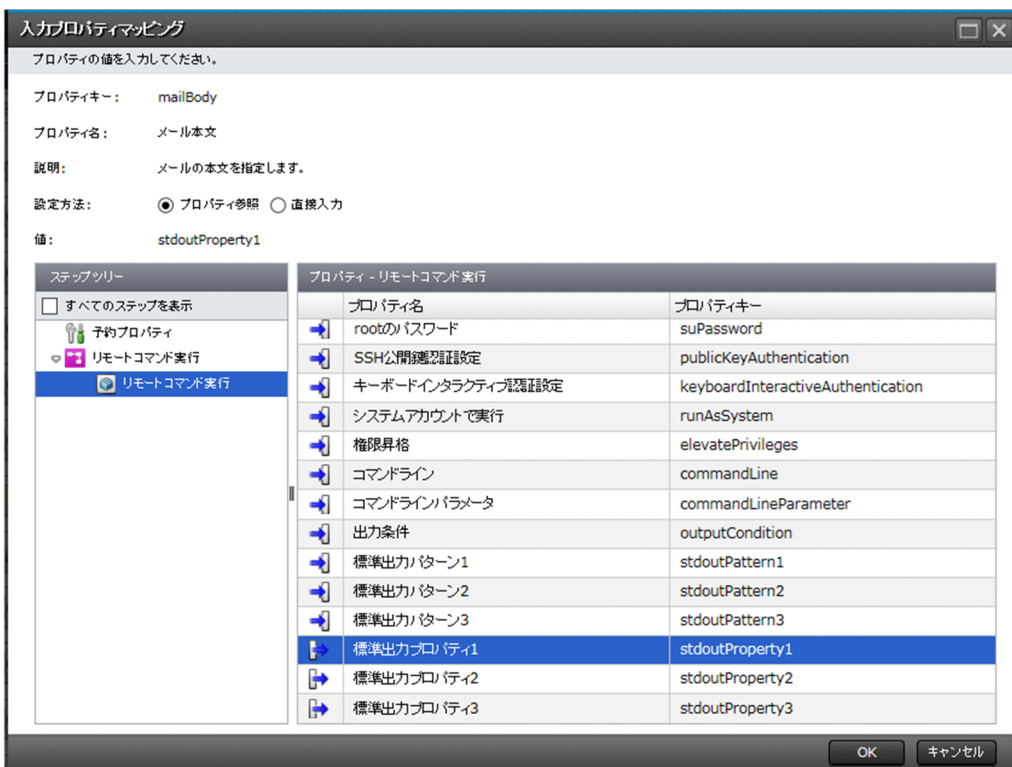 入力プロパティマッピング
プロパティの値を入力してください。
プロパティキー： mailBody
プロパティ名： メール本文
説明： メールの本文を指定します。
設定方法： プロパティ参照 直接入力
値： stdoutProperty1
ステップツリー
すべてのステップを表示
予約プロパティ
リモートコマンド実行
リモートコマンド実行
プロパティ - リモートコマンド実行
プロパティ名 プロパティキー
rootのパスワード suPassword
SSH公開鍵認証設定 publicKeyAuthentication
キーボードインタラクティブ認証設定 keyboardInteractiveAuthentication
システムアカウントで実行 runAsSystem
権限昇格 elevatePrivileges
コマンドライン commandLine
コマンドラインパラメータ commandLineParameter
出力条件 outputCondition
標準出力パターン1 stdoutPattern1
標準出力パターン2 stdoutPattern2
標準出力パターン3 stdoutPattern3
標準出力プロパティ1 stdoutProperty1
標準出力プロパティ2 stdoutProperty2
標準出力プロパティ3 stdoutProperty3
OK キャンセル